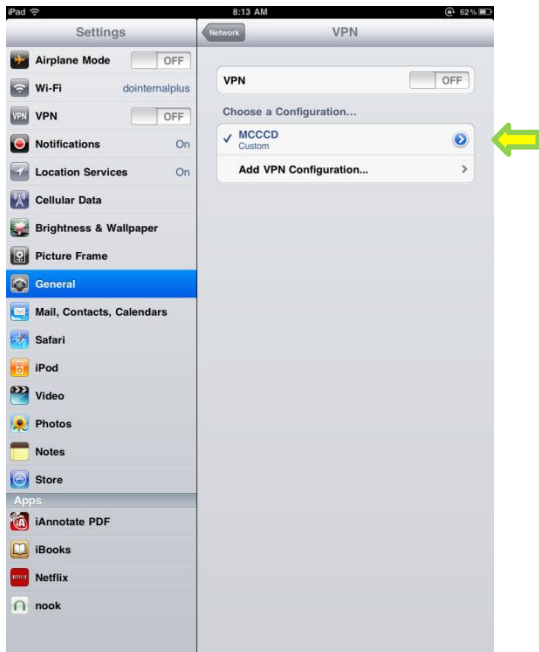 iPad 8:13 AM 62%
Settings
Airplane Mode OFF
Wi-Fi dointernalplus
VPN VPN OFF
Notifications On
Location Services On
Cellular Data
Brightness & Wallpaper
Picture Frame
General
Mail, Contacts, Calendars
Safari
iPod
Video
Photos
Notes
Store
Apps
iAnnotate PDF
iBooks
NETFLIX Netflix
nook
Network VPN
VPN OFF
Choose a Configuration...
MCCCD
Custom
Add VPN Configuration...